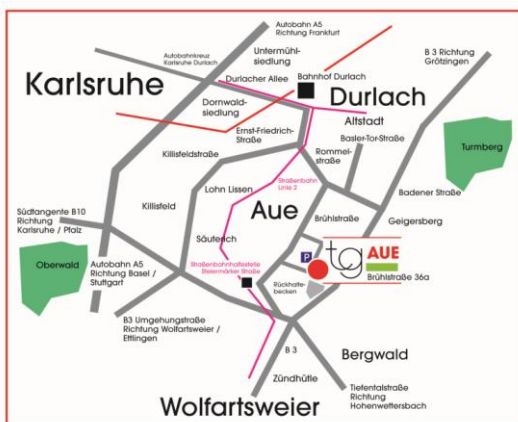 Autobahn A5
Richtung Frankfurt
Untermühl-
siedlung
B 3 Richtung
Grötzingen
Autobahnkreuz
Karlsruhe Durlach
Karlsruhe
Durlacher Allee
Bahnhof Durlach
Durlach
Dornwald-
siedlung
Altstadt
Ernst-Friedrich-
Straße
Basler-Tor-Straße
Rommel-
straße
Turmberg
Killisfeldstraße
Straßenbahn
Linie 2
Lohn Lissen
Badener Straße
Killisfeld
Aue
Brühlstraße
Geigersberg
Südtangente B10
Richtung
Karlsruhe / Pfalz
Säuterich
P
tg AUE
Straßenbahnhaltestelle
Steiermärker Straße
Oberwald
Autobahn A5
Richtung Basel /
Stuttgart
Brühlstraße 36a
Rückhalte-
becken
B3 Umgehungstraße
Richtung Wolfartsweier /
Ettlingen
B 3
Bergwald
Zündhütle
Tiefentalstraße
Richtung
Hohenwettersbach
Wolfartsweier